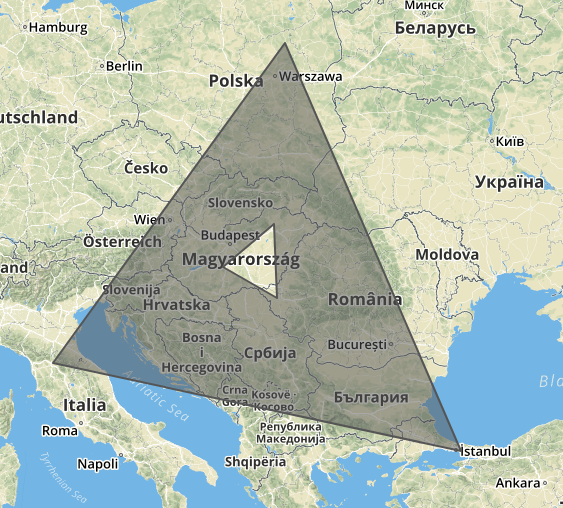 Минск
Hamburg
Беларусь
Berlin
Polska
Warszawa
utschland
Київ
Česko
Україна
Slovensko
Wien
Budapest
Österreich
Moldova
Magyarország
and
Slovenija
România
Hrvatska
Bosna
i
Hercegovina
Србија
București
Bla
Crna
Gora
Kosovë -
Kosovo
България
Adriatic Sea
Italia
Roma
Република
Македонија
İstanbul
Napoli
Shqipëria
Tyrrhenian Sea
Ankara